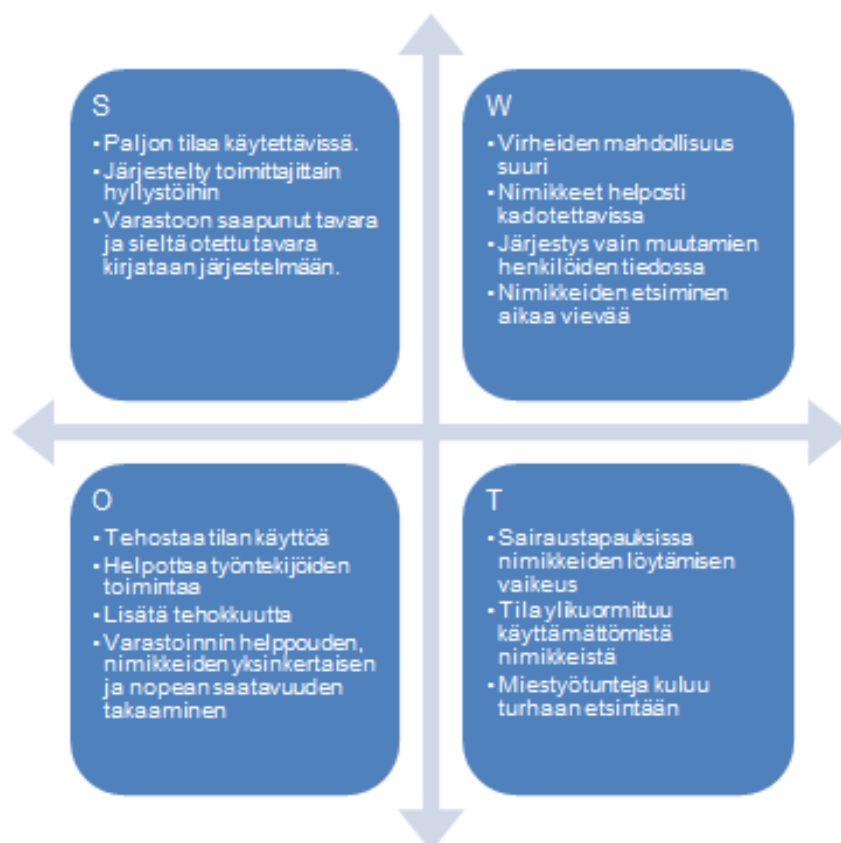 S
▪ Paljon tilaa käytettävissä.
▪ Järjestelty toimittajittain
hyllystöihin
▪ Varastoon saapunut tavara
ja sieltä otettu tavara
kirjataan järjestelmään.
W
▪ Virheiden mahdollisuus
suuri
▪ Nimikkeet helposti
kadotettavissa
▪ Järjestys vain muutamien
henkilöiden tiedossa
▪ Nimikkeiden etsiminen
aikaa vievää
O
▪ Tehostaa tilan käyttöä
▪ Helpottaa työntekijöiden
toimintaa
▪ Lisätä tehokkuutta
▪ Varastoinnin helppouden,
nimikkeiden yksinkertaisen
ja nopean saatavuuden
takaaminen
T
▪ Sairaustapauksissa
nimikkeiden löytämisen
vaikeus
▪ Tila ylikuormittuu
käyttämättömistä
nimikkeistä
▪ Miestyötunteja kuluu
turhaan etsintään